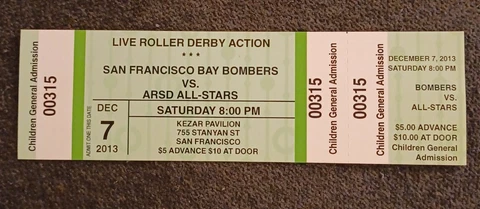 Children General Admission
00315
LIVE ROLLER DERBY ACTION
***
SAN FRANCISCO BAY BOMBERS
VS.
ARSD ALL-STARS
ADMIT ONE THIS DATE
DEC
7
2013
SATURDAY 8:00 PM
KEZAR PAVILION
755 STANYAN ST
SAN FRANCISCO
$5 ADVANCE $10 AT DOOR
00315
Children General Admission
00315
DECEMBER 7, 2013
SATURDAY 8:00 PM
BOMBERS
VS.
ALL-STARS
$5.00 ADVANCE
$10.00 AT DOOR
Children General
Admission